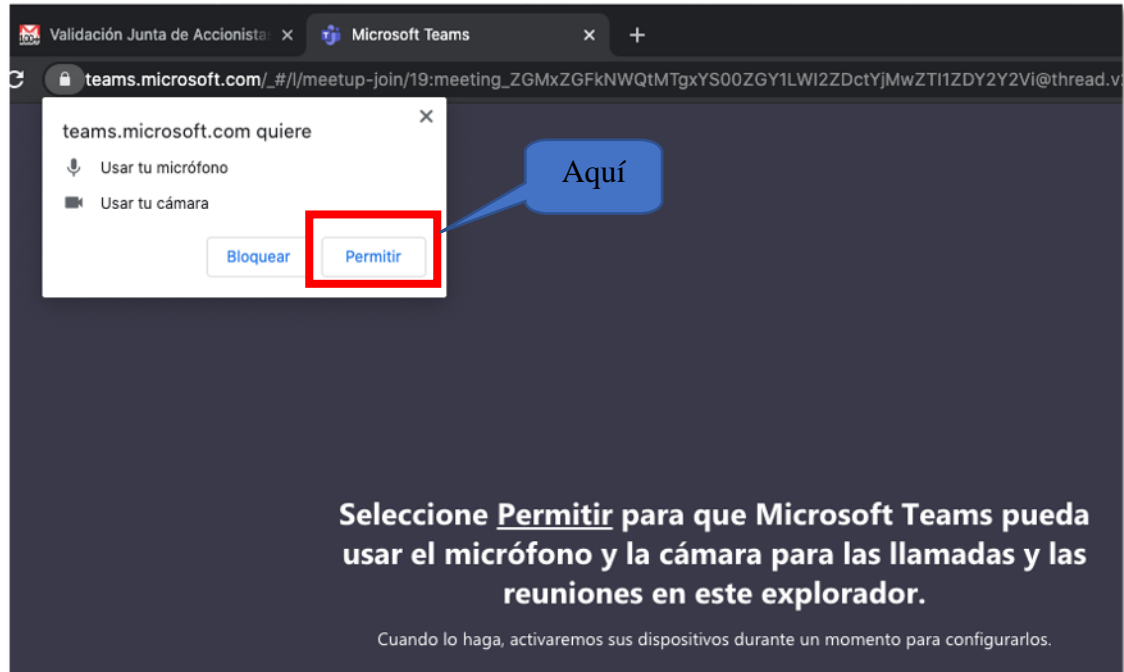 100+ Validación Junta de Accionista
Microsoft Teams
teams.microsoft.com/_#/l/meetup-join/19:meeting_ZGMxZGFkNWQtMTgxYS00ZGY1LWI2ZDctYjMwZTI1ZDY2Y2Vi@thread.v
teams.microsoft.com quiere
Usar tu micrófono
Usar tu cámara
Bloquear
Permitir
Aquí
Seleccione Permitir para que Microsoft Teams pueda
usar el micrófono y la cámara para las llamadas y las
reuniones en este explorador.
Cuando lo haga, activaremos sus dispositivos durante un momento para configurarlos.